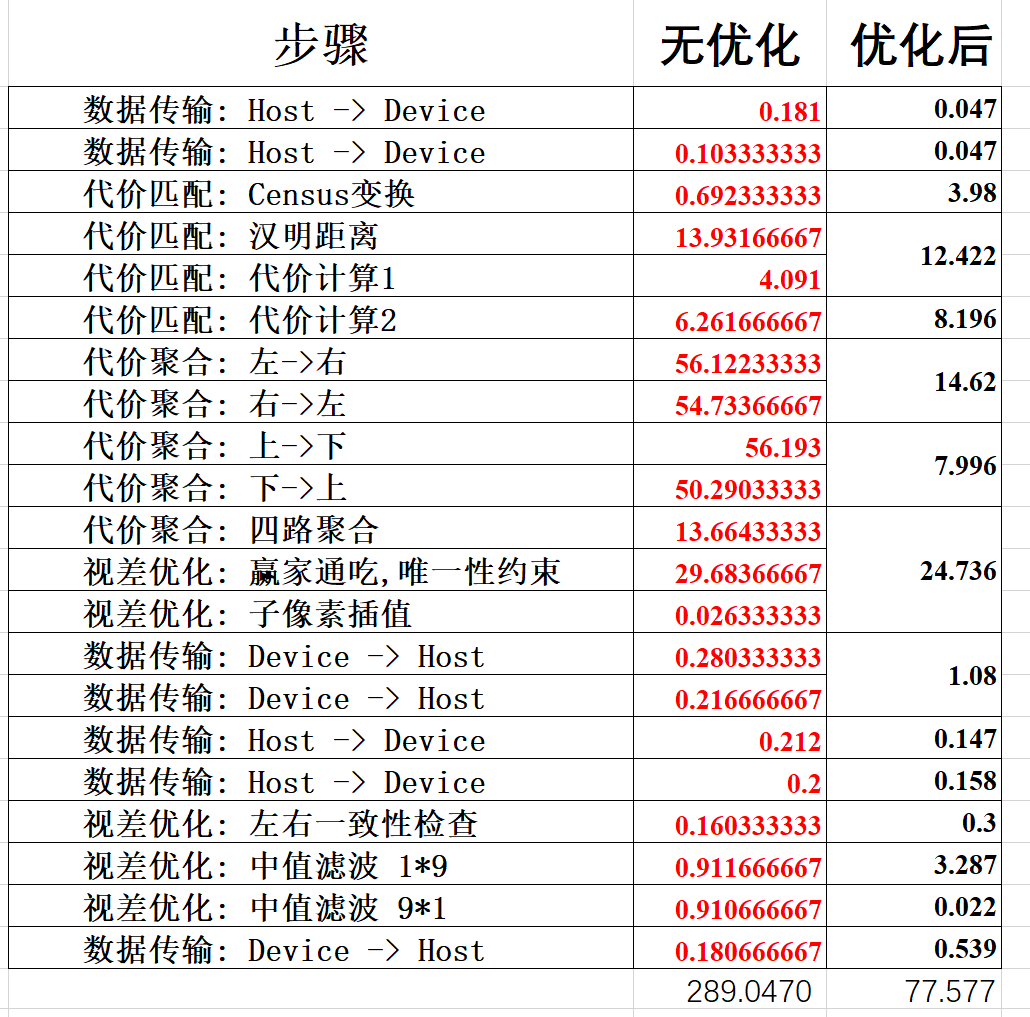 步骤 无优化 优化后
数据传输: Host -> Device 0.181 0.047
数据传输: Host -> Device 0.103333333 0.047
代价匹配: Census变换 0.692333333 3.98
代价匹配: 汉明距离 13.93166667 12.422
代价匹配: 代价计算1 4.091
代价匹配: 代价计算2 6.261666667 8.196
代价聚合: 左->右 56.12233333 14.62
代价聚合: 右->左 54.73366667
代价聚合: 上->下 56.193 7.996
代价聚合: 下->上 50.29033333
代价聚合: 四路聚合 13.66433333 24.736
视差优化: 赢家通吃,唯一性约束 29.68366667
视差优化: 子像素插值 0.026333333
数据传输: Device -> Host 0.280333333 1.08
数据传输: Device -> Host 0.216666667
数据传输: Host -> Device 0.212 0.147
数据传输: Host -> Device 0.2 0.158
视差优化: 左右一致性检查 0.160333333 0.3
视差优化: 中值滤波 1*9 0.911666667 3.287
视差优化: 中值滤波 9*1 0.910666667 0.022
数据传输: Device -> Host 0.180666667 0.539
289.0470 77.577